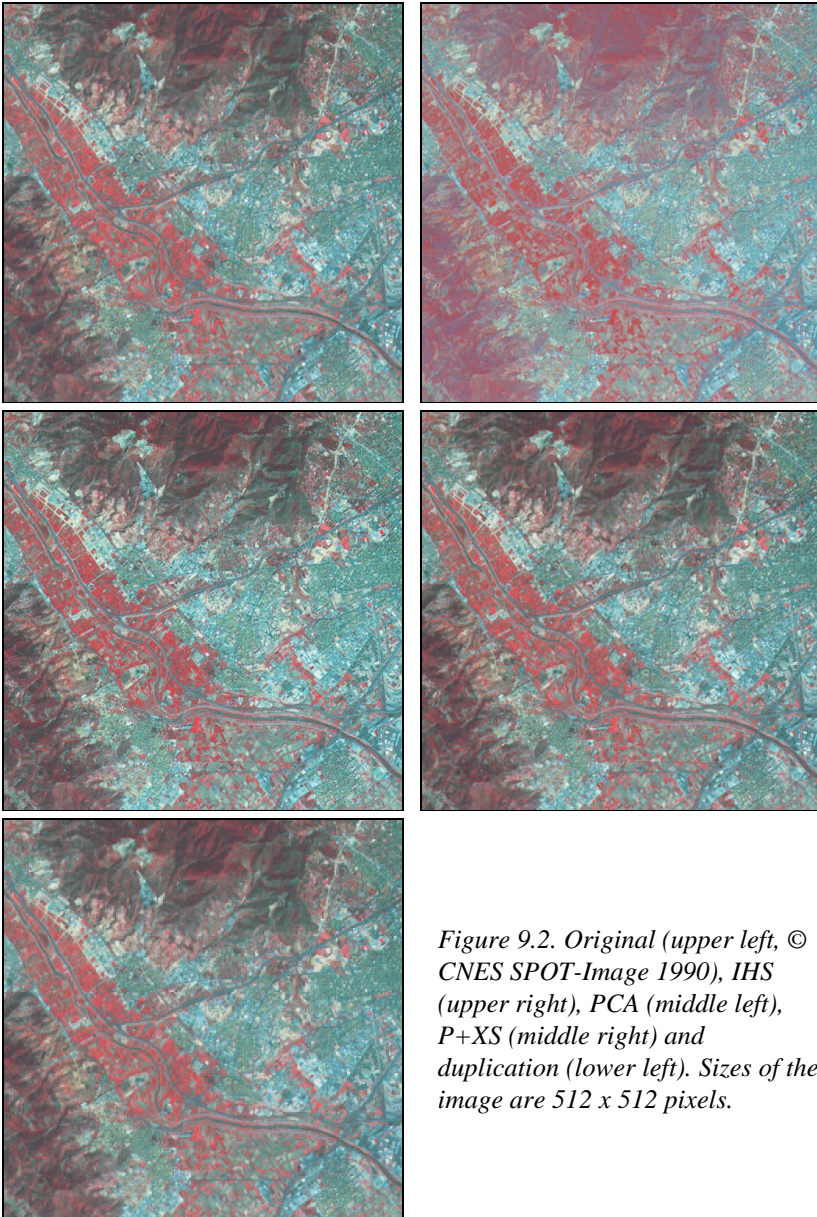 Figure 9.2. Original (upper left, ©
CNES SPOT-Image 1990), IHS
(upper right), PCA (middle left),
P+XS (middle right) and
duplication (lower left). Sizes of the
image are 512 x 512 pixels.